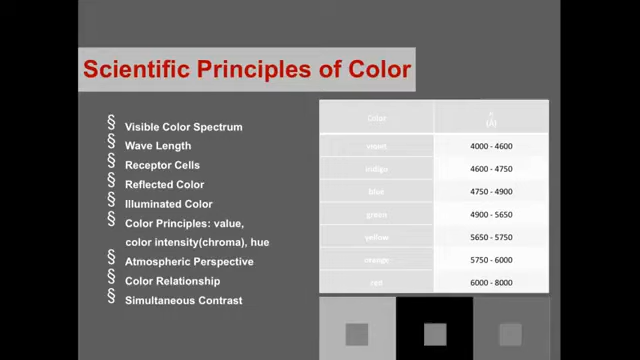 Scientific Principles of Color
§ Visible Color Spectrum
§ Wave Length
§ Receptor Cells
§ Reflected Color
§ Illuminated Color
§ Color Principles: value,
color intensity(chroma), hue
§ Atmospheric Perspective
§ Color Relationship
§ Simultaneous Contrast
Color
(Å)
violet 4000 - 4600
indigo 4600 - 4750
blue 4750 - 4900
green 4900 - 5650
yellow 5650 - 5750
orange 5750 - 6000
red 6000 - 8000